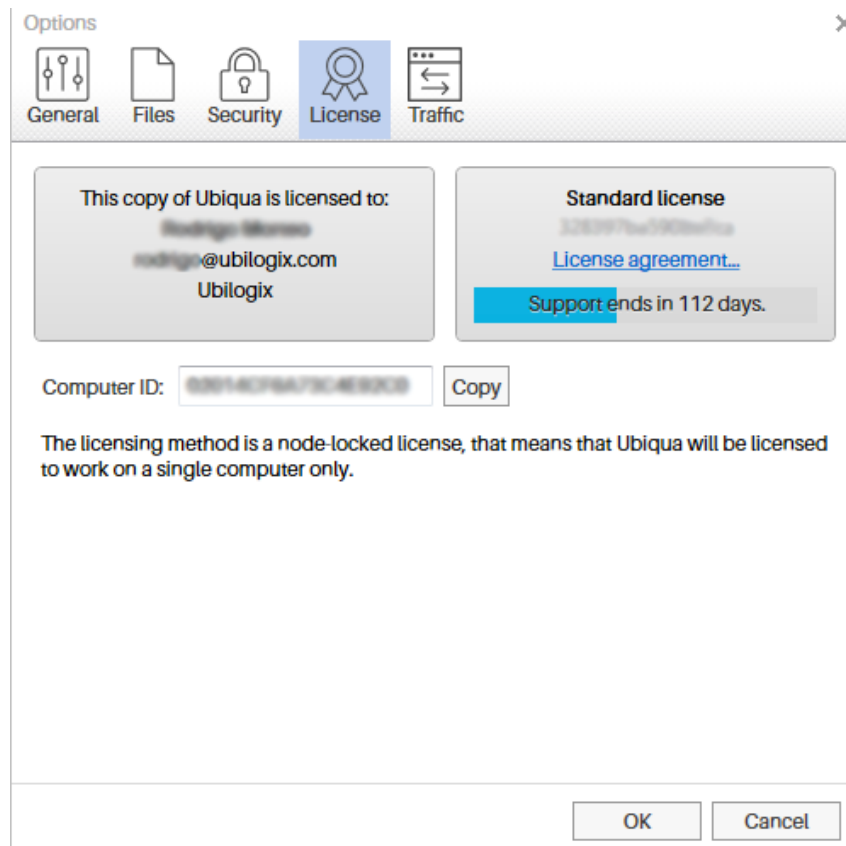 Options
General
Files
Security
License
Traffic
This copy of Ubiqua is licensed to:
@ubilogix.com
Ubilogix
Standard license
License agreement...
Support ends in 112 days.
Computer ID:
Copy
The licensing method is a node-locked license, that means that Ubiqua will be licensed
to work on a single computer only.
OK
Cancel